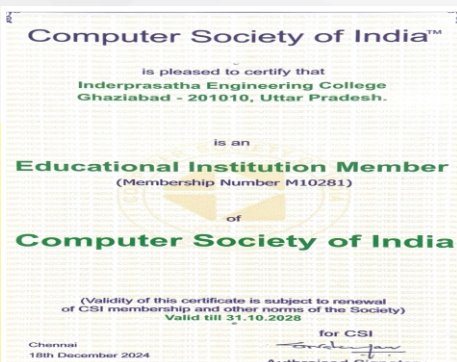 Computer Society of India™
is pleased to certify that
Inderprasatha Engineering College
Ghaziabad - 201010, Uttar Pradesh.
is an
Educational Institution Member
(Membership Number M10281)
of
Computer Society of India
(Validity of this certificate is subject to renewal
of CSI membership and other norms of the Society)
Valid till 31.10.2028
for CSI
Chennai
18th December 2024
Authorised Signatory